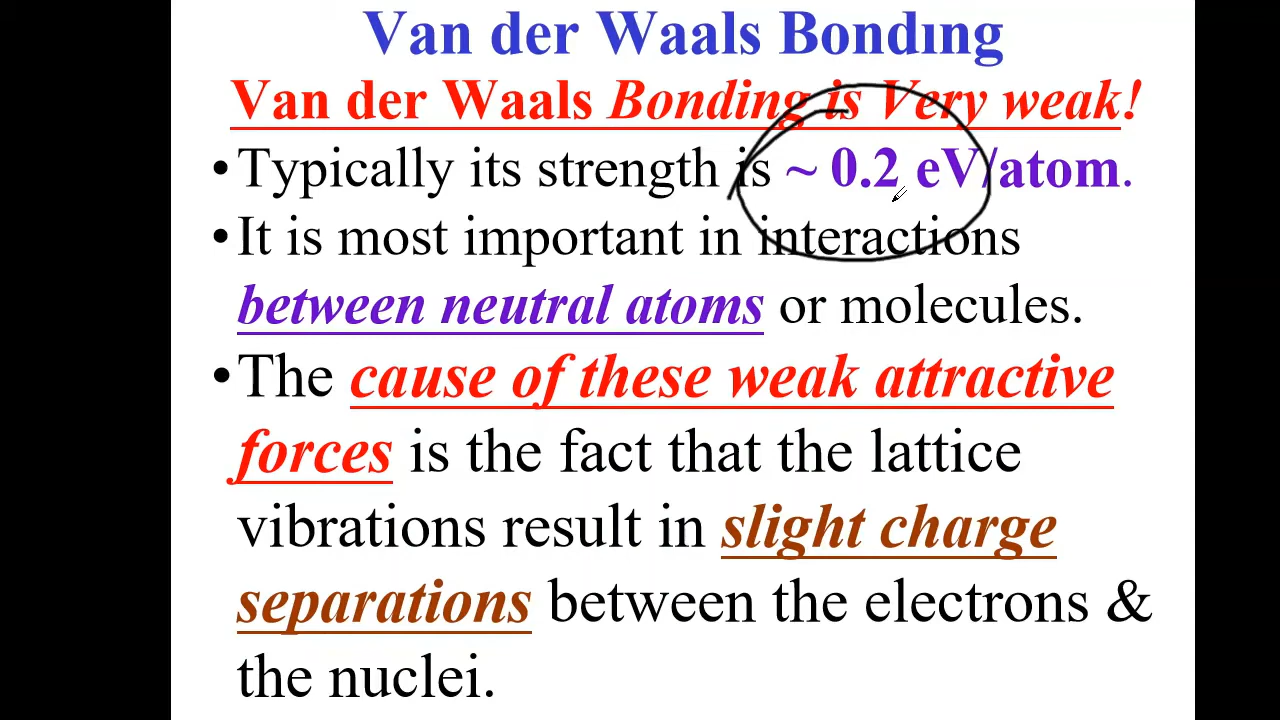 Van der Waals Bonding
Van der Waals Bonding is Very weak!
•Typically its strength is ~ 0.2 eV/atom.
•It is most important in interactions
between neutral atoms or molecules.
•The cause of these weak attractive
forces is the fact that the lattice
vibrations result in slight charge
separations between the electrons &
the nuclei.